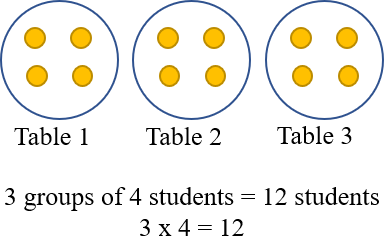 Table 1 Table 2 Table 3
3 groups of 4 students = 12 students
3 x 4 = 12